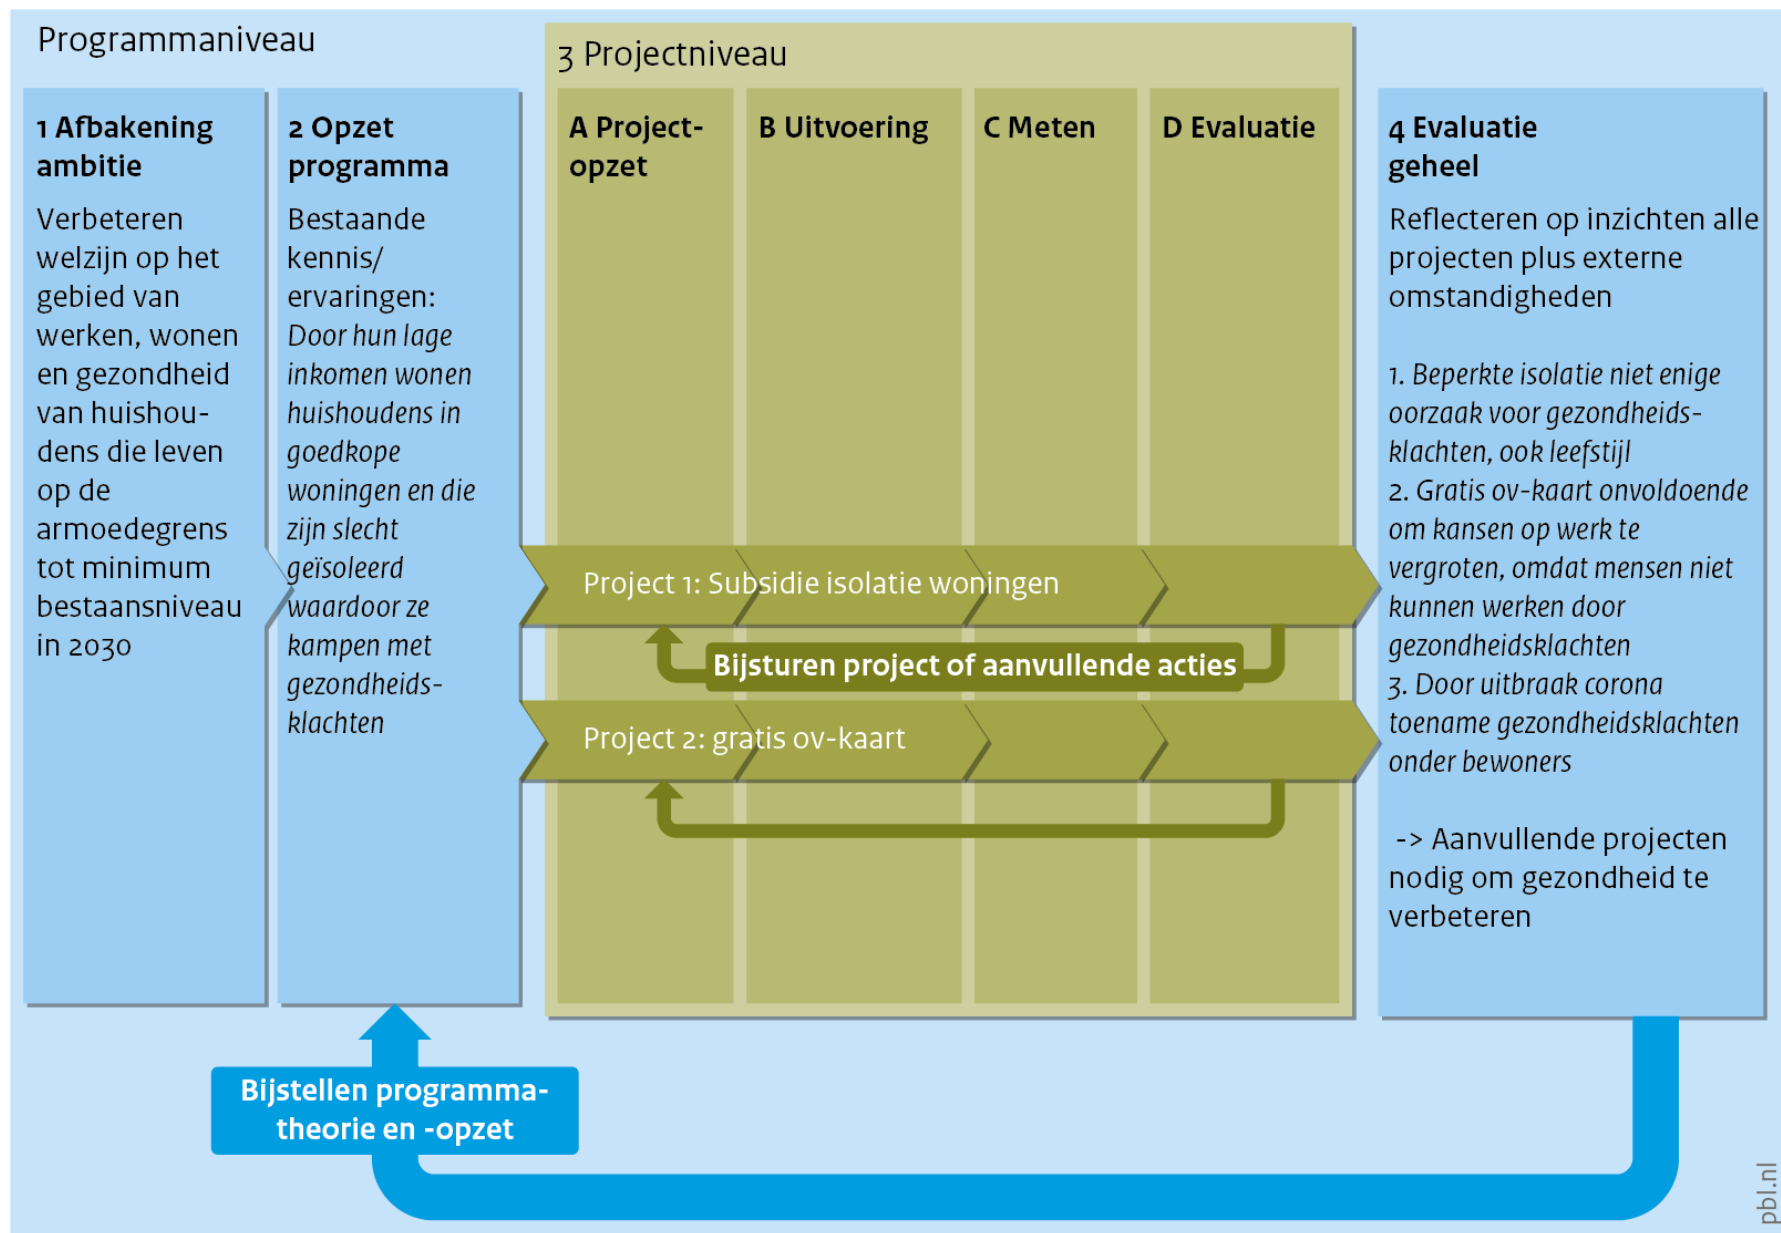 Programmaniveau
3 Projectniveau
1 Afbakening
ambitie
Verbeteren
welzijn op het
gebied van
werken, wonen
en gezondheid
van huishou-
dens die leven
op de
armoedegrens
tot minimum
bestaansniveau
in 2030
2 Opzet
programma
Bestaande
kennis/
ervaringen:
Door hun lage
inkomen wonen
huishoudens in
goedkope
woningen en die
zijn slecht
geïsoleerd
waardoor ze
kampen met
gezondheids-
klachten
A Project-
opzet
B Uitvoering
C Meten
D Evaluatie
Project 1: Subsidie isolatie woningen
Bijsturen project of aanvullende acties
Project 2: gratis ov-kaart
4 Evaluatie
geheel
Reflecteren op inzichten alle
projecten plus externe
omstandigheden
1. Beperkte isolatie niet enige
oorzaak voor gezondheids-
klachten, ook leefstijl
2. Gratis ov-kaart onvoldoende
om kansen op werk te
vergroten, omdat mensen niet
kunnen werken door
gezondheidsklachten
3. Door uitbraak corona
toename gezondheidsklachten
onder bewoners
-> Aanvullende projecten
nodig om gezondheid te
verbeteren
Bijstellen programma-
theorie en -opzet
pbl.nl